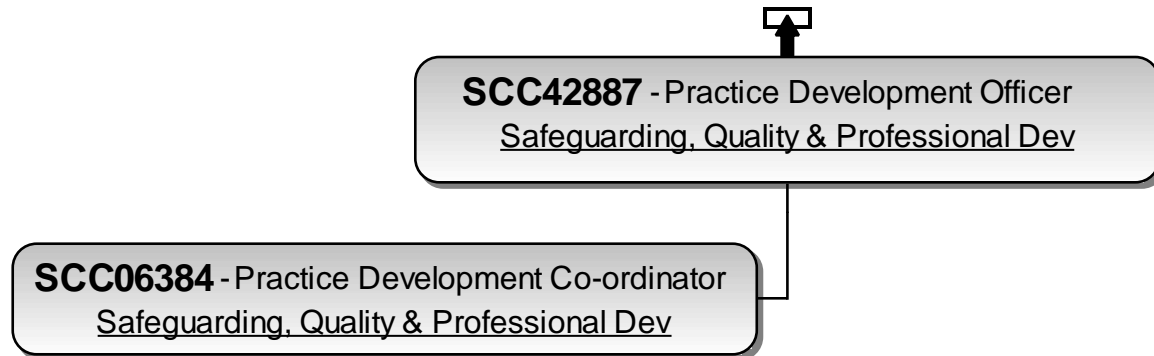 SCC42887 - Practice Development Officer
Safeguarding, Quality & Professional Dev
SCC06384 - Practice Development Co-ordinator
Safeguarding, Quality & Professional Dev